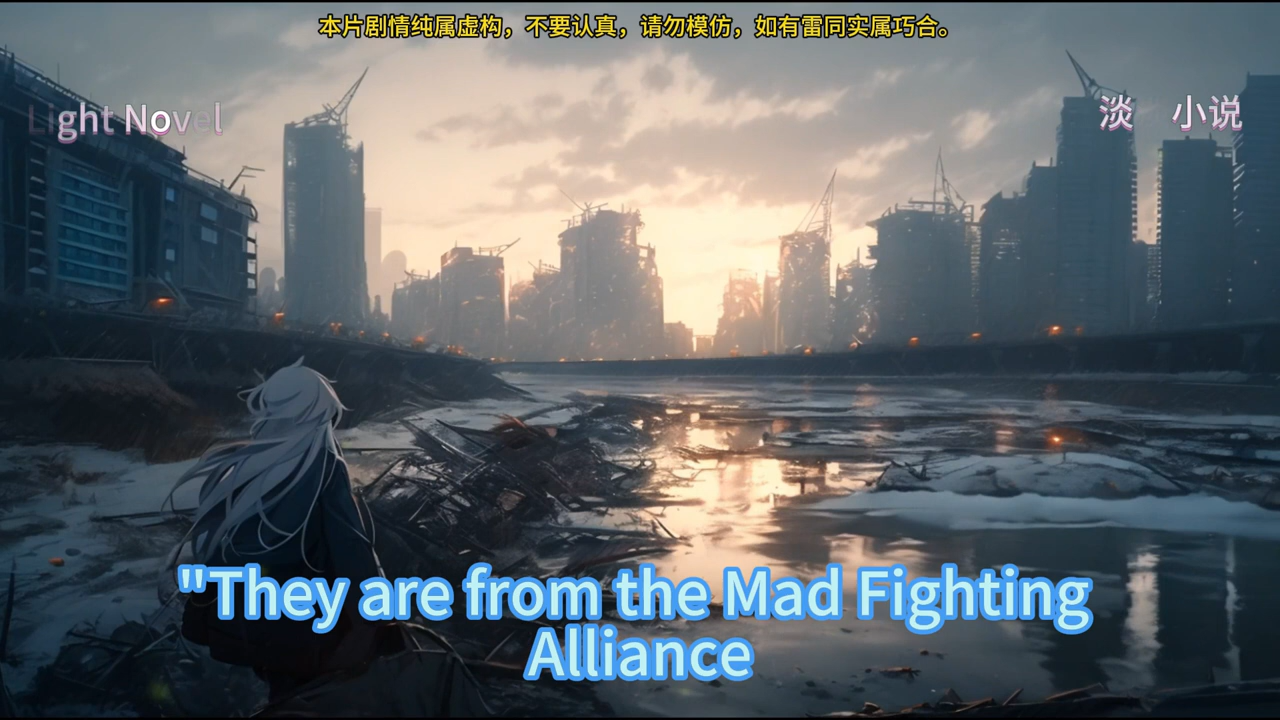 本片剧情纯属虚构，不要认真，请勿模仿，如有雷同实属巧合。
Light Novel
淡 小说
"They are from the Mad Fighting
Alliance